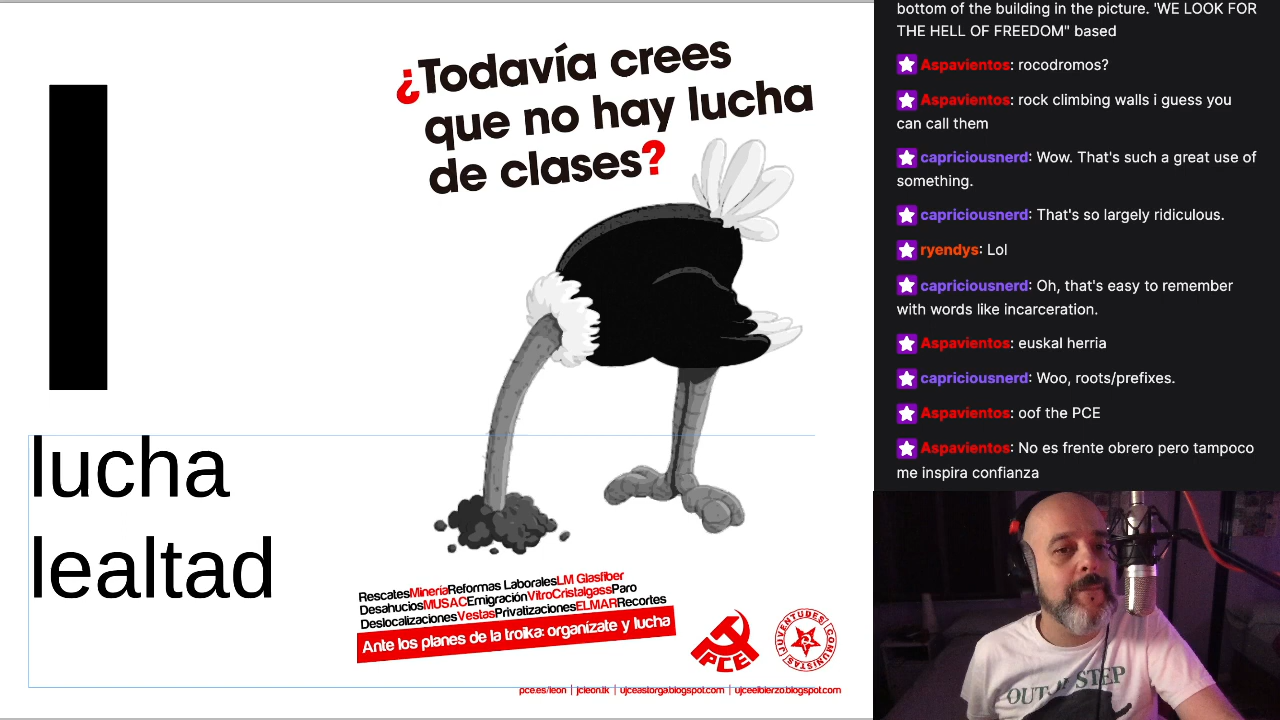 l
¿Todavía crees
que no hay lucha
de clases?
lucha
lealtad
RescatesMineríaReformas LaboralesLM Glasfiber
DesahuciosMUSACEmigraciónVitroCristalgassParo
DeslocalizacionesVestasPrivatizacionesELMARRecortes
Ante los planes de la troika: organízate y lucha
PCE
JUVENTUDES COMUNISTAS
pce.es/leon | jcleon.tk | ujceastorga.blogspot.com | ujceelbierzo.blogspot.com
bottom of the building in the picture. 'WE LOOK FOR
THE HELL OF FREEDOM" based
Aspavientos: rocodromos?
Aspavientos: rock climbing walls i guess you
can call them
capriciousnerd: Wow. That's such a great use of
something.
capriciousnerd: That's so largely ridiculous.
ryendys: Lol
capriciousnerd: Oh, that's easy to remember
with words like incarceration.
Aspavientos: euskal herria
capriciousnerd: Woo, roots/prefixes.
Aspavientos: oof the PCE
Aspavientos: No es frente obrero pero tampoco
me inspira confianza
OUT OF STEP